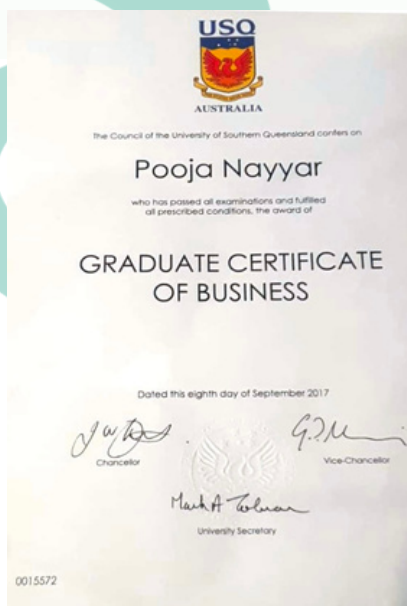 USQ
AUSTRALIA
The Council of the University of Southern Queensland confers on
Pooja Nayyar
who has passed all examinations and fulfilled
all prescribed conditions, the award of
GRADUATE CERTIFICATE
OF BUSINESS
Dated this eighth day of September 2017
Chancellor
Vice-Chancellor
Mark A
University Secretary
0015572